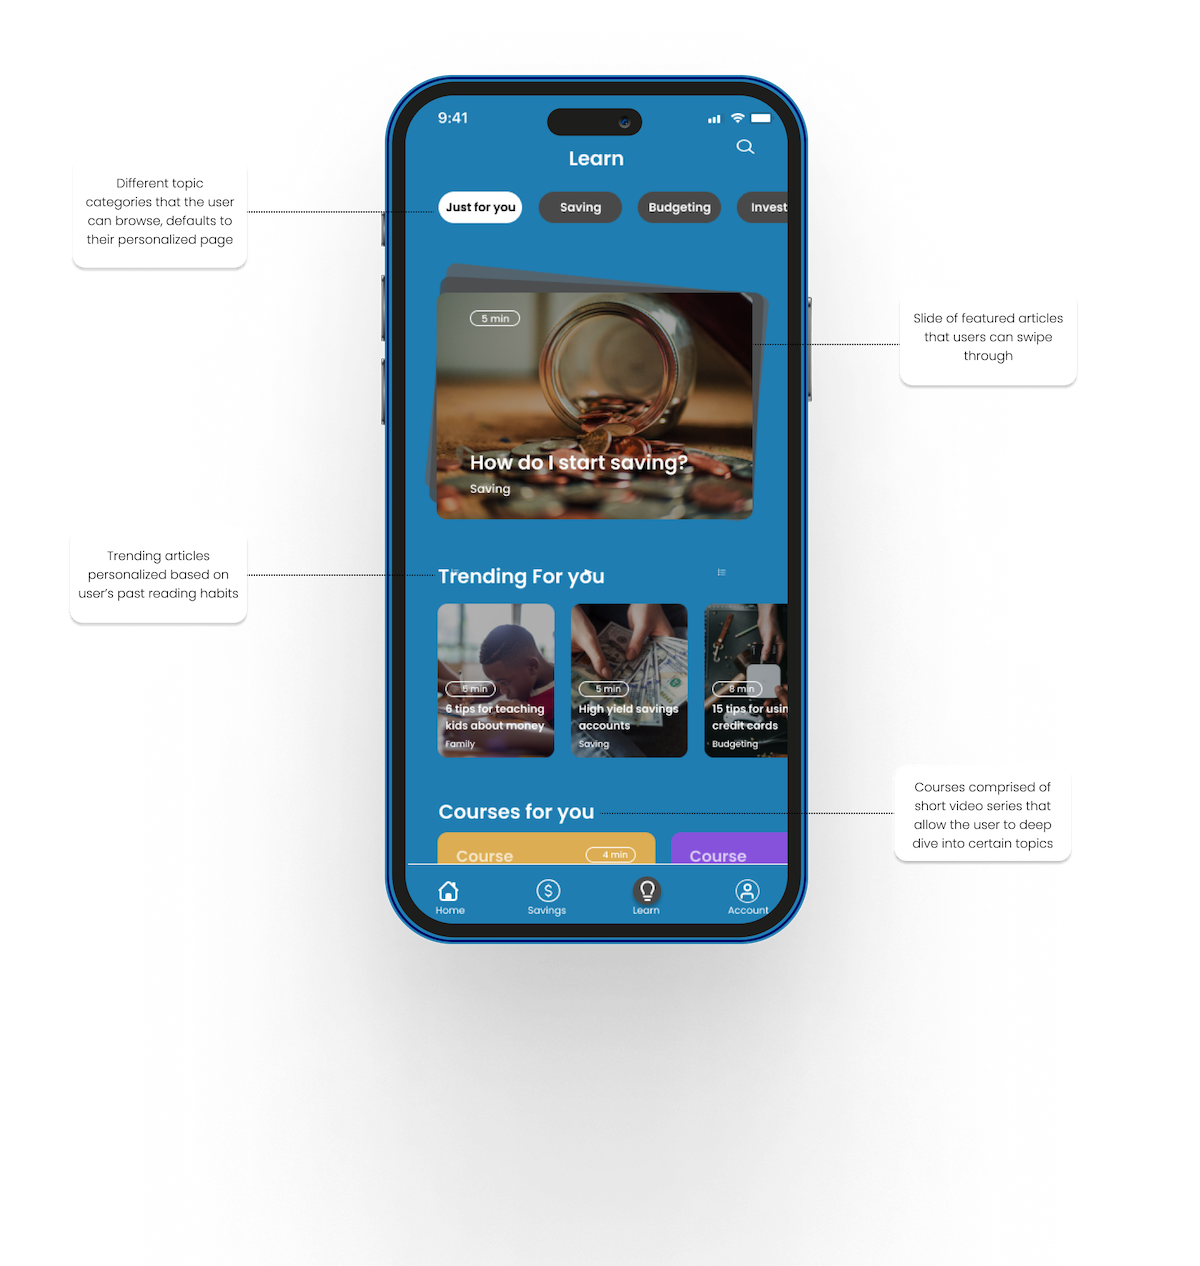 9:41
Learn
Just for you
Saving
Budgeting
Invest
Different topic
categories that the user
can browse, defaults to
their personalized page
5 min
How do I start saving?
Saving
Slide of featured articles
that users can swipe
through
Trending articles
personalized based on
user's past reading habits
Trending For you
5 min
6 tips for teaching
kids about money
Family
5 min
High yield savings
accounts
Saving
8 min
15 tips for usin
credit cards
Budgeting
Courses for you
Courses comprised of
short video series that
allow the user to deep
dive into certain topics
Course
4 min
Course
Home
Savings
Learn
Account